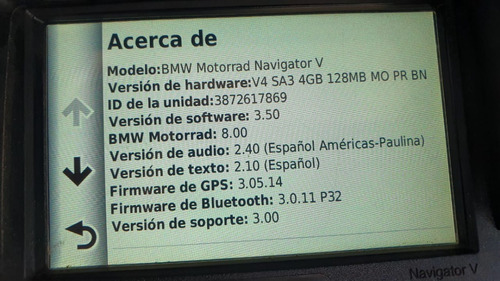 Acerca de
Modelo:BMW Motorrad Navigator V
Versión de hardware:V4 SA3 4GB 128MB MO PR BN
ID de la unidad:3872617869
Versión de software: 3.50
BMW Motorrad: 8.00
Versión de audio: 2.40 (Español Américas-Paulina)
Versión de texto: 2.10 (Español)
Firmware de GPS: 3.05.14
Firmware de Bluetooth: 3.0.11 P32
Versión de soporte: 3.00
Navigator V